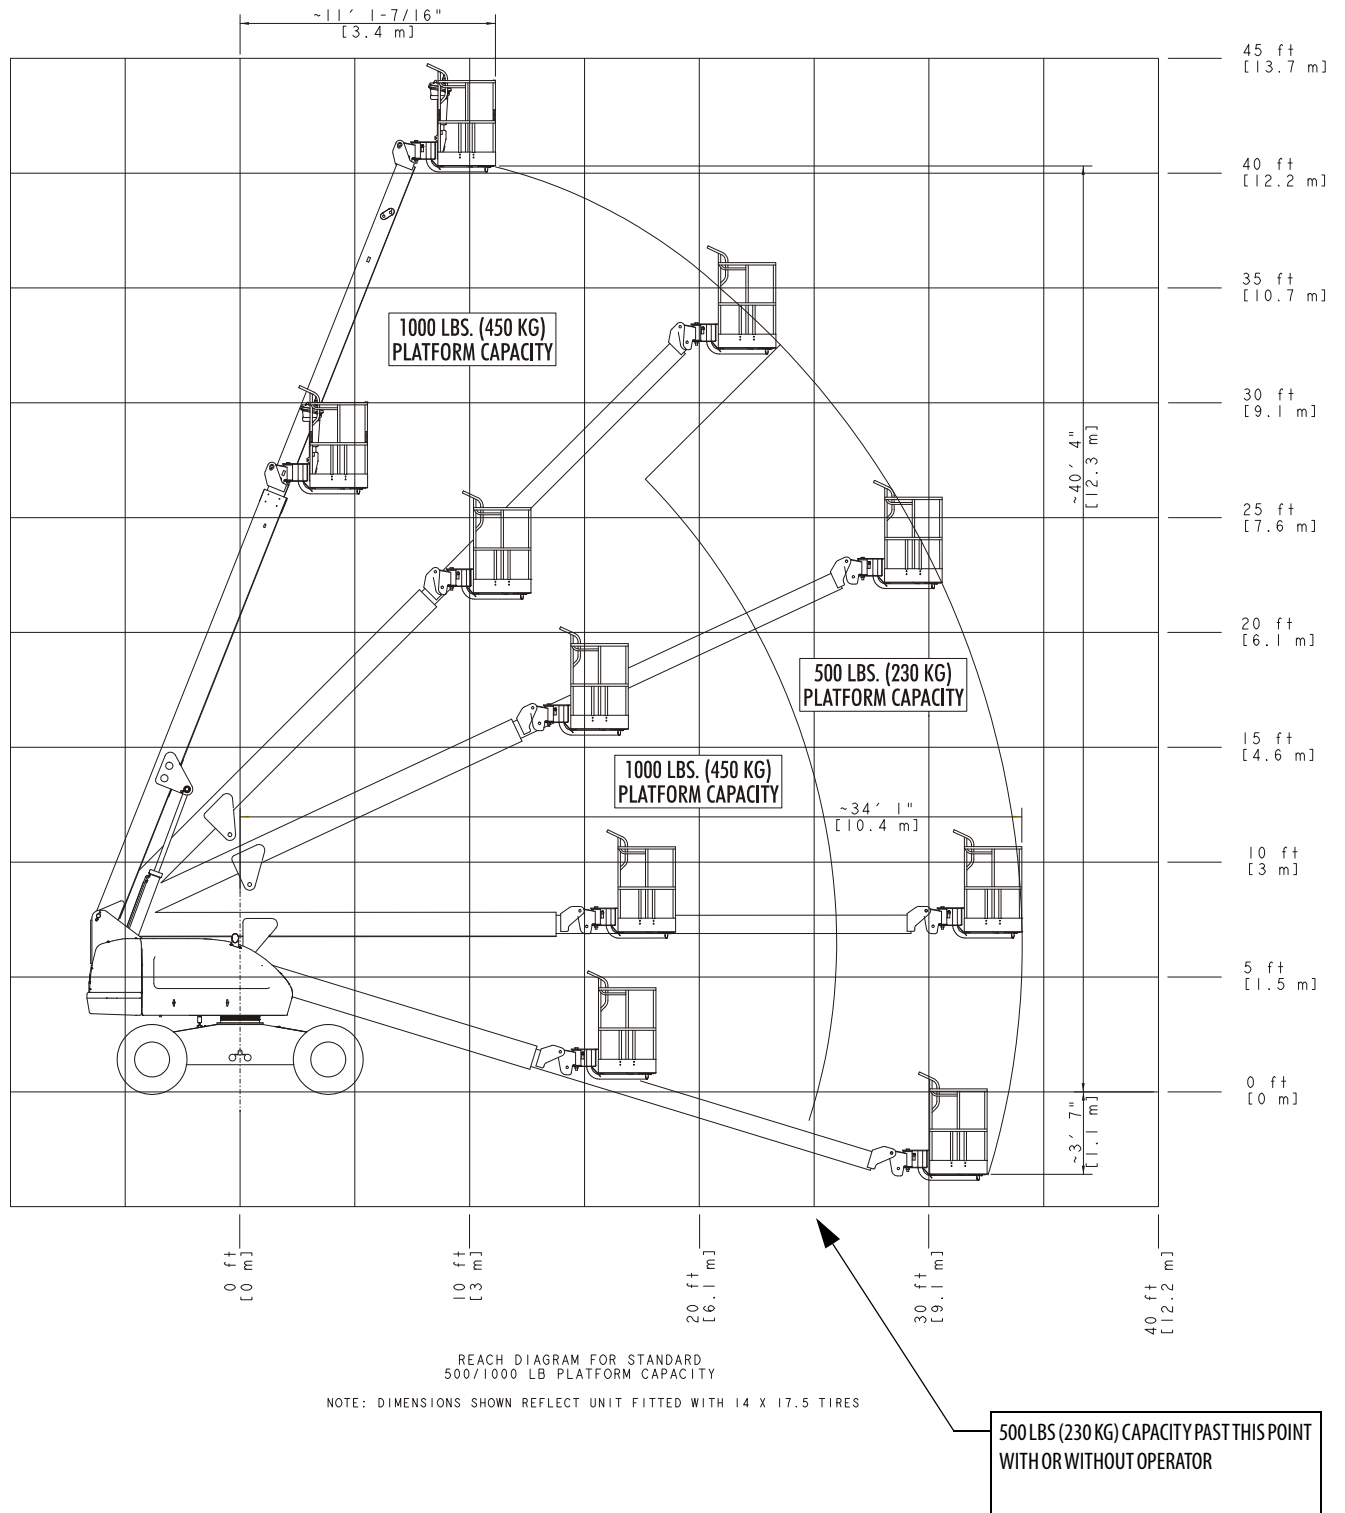 ~11' 1-7/16"
[3.4 m]
45 ft
[13.7 m]
40 ft
[12.2 m]
35 ft
[10.7 m]
1000 LBS. (450 KG)
PLATFORM CAPACITY
30 ft
[9.1 m]
~40' 4"
[12.3 m]
25 ft
[7.6 m]
20 ft
[6.1 m]
500 LBS. (230 KG)
PLATFORM CAPACITY
15 ft
[4.6 m]
1000 LBS. (450 KG)
PLATFORM CAPACITY
~34' 1"
[10.4 m]
10 ft
[3 m]
5 ft
[1.5 m]
0 ft
[0 m]
~3' 7"
[1.1 m]
0 ft
[0 m]
10 ft
[3 m]
20 ft
[6.1 m]
30 ft
[9.1 m]
40 ft
[12.2 m]
REACH DIAGRAM FOR STANDARD
500/1000 LB PLATFORM CAPACITY
NOTE: DIMENSIONS SHOWN REFLECT UNIT FITTED WITH 14 X 17.5 TIRES
500 LBS (230 KG) CAPACITY PAST THIS POINT
WITH OR WITHOUT OPERATOR